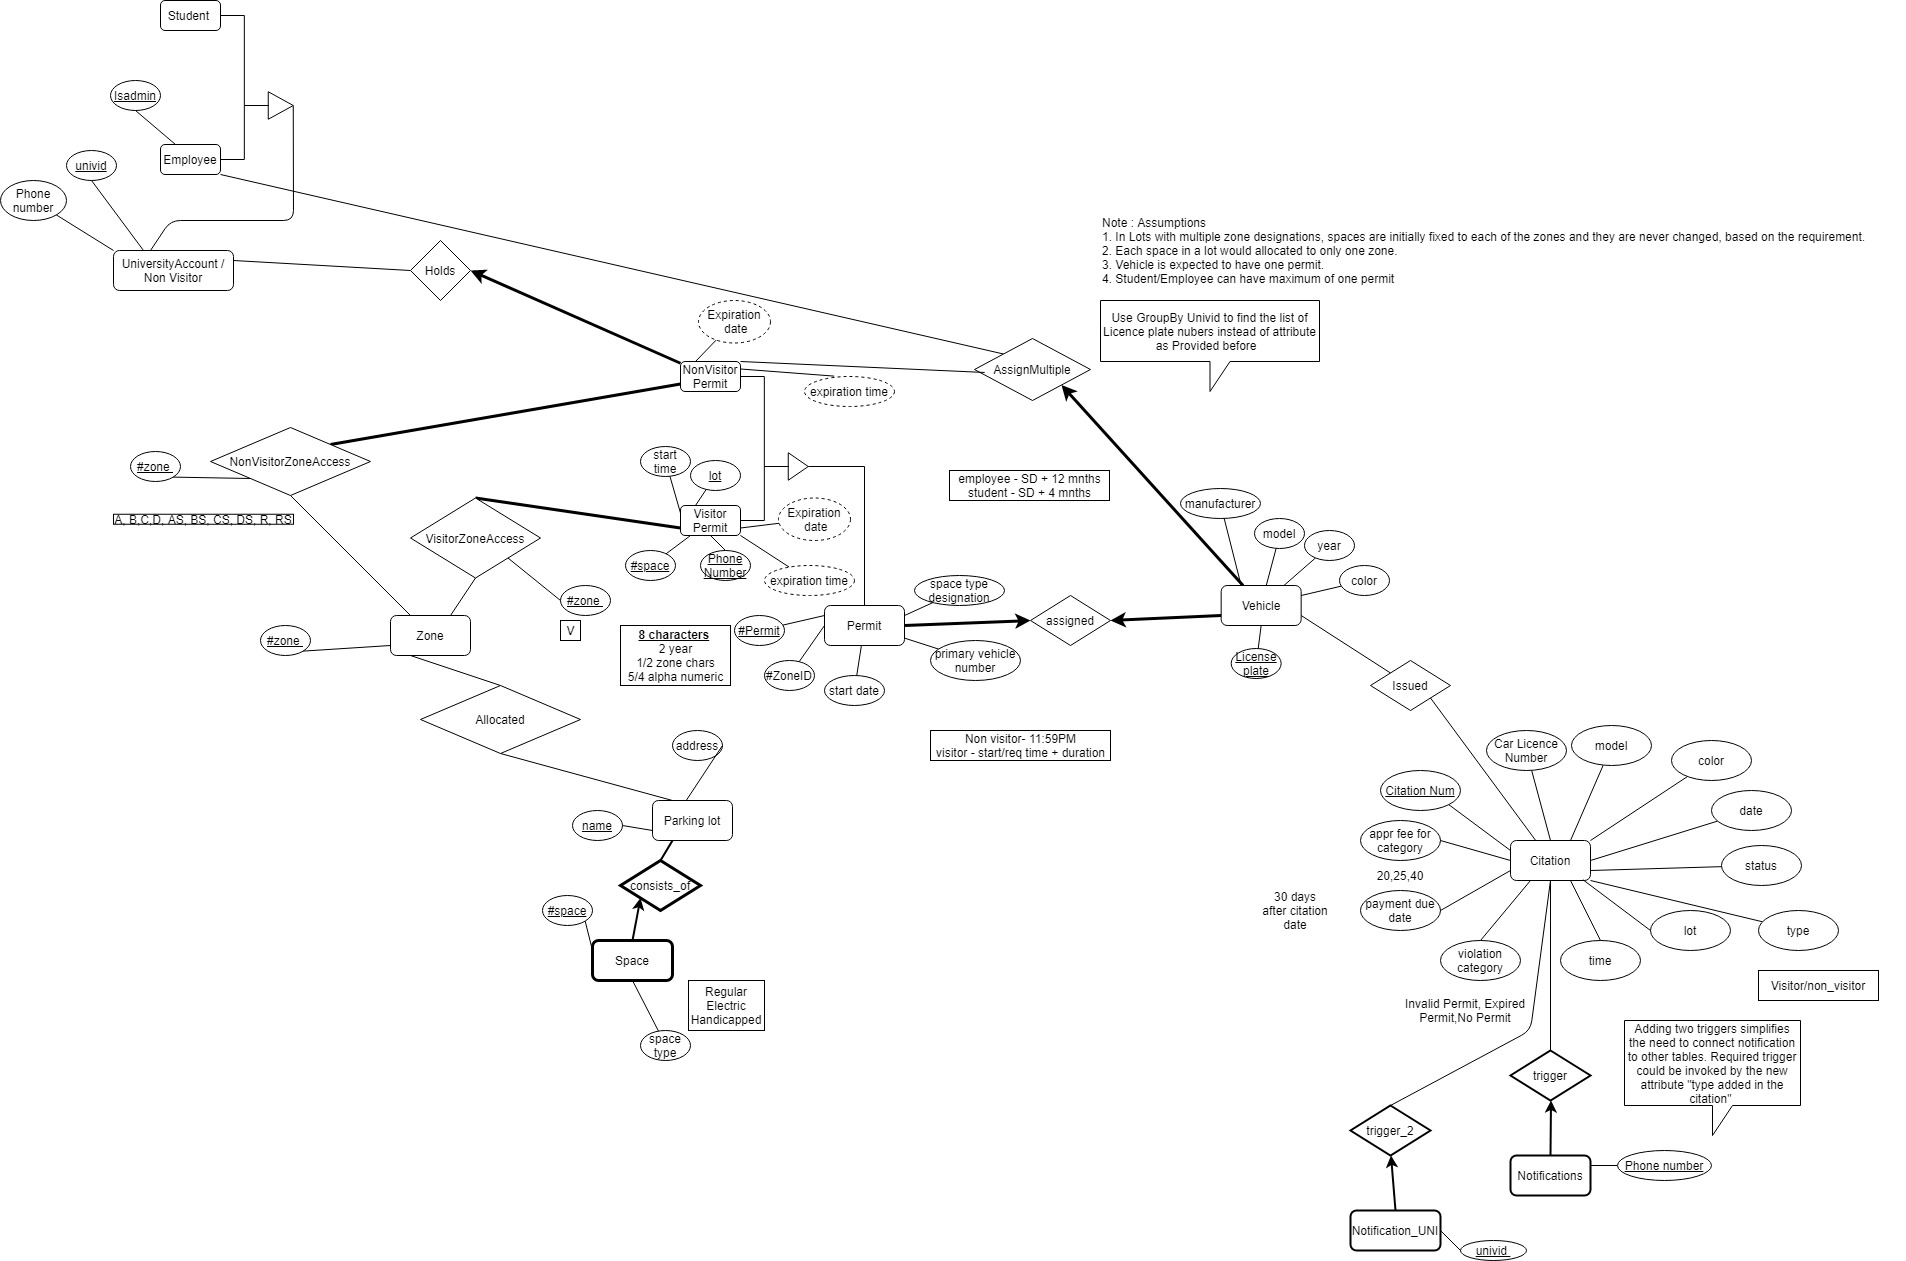 Student
Isadmin
Employee
univid
Phone
number
UniversityAccount /
Non Visitor
Holds
Note : Assumptions
1. In Lots with multiple zone designations, spaces are initially fixed to each of the zones and they are never changed, based on the requirement.
2. Each space in a lot would allocated to only one zone.
3. Vehicle is expected to have one permit.
4. Student/Employee can have maximum of one permit
Use GroupBy Univid to find the list of
Licence plate nubers instead of attribute
as Provided before
Expiration
date
NonVisitor
Permit
expiration time
AssignMultiple
#zone
NonVisitorZoneAccess
A, B,C,D, AS, BS, CS, DS, R, RS
start
time
lot
Visitor
Permit
Expiration
date
#space
Phone
Number
expiration time
VisitorZoneAccess
#zone
V
employee - SD + 12 mnths
student - SD + 4 mnths
manufacturer
model
year
color
Vehicle
License
plate
#zone
Zone
8 characters
2 year
1/2 zone chars
5/4 alpha numeric
#Permit
#ZoneID
Permit
space type
designation
primary vehicle
number
start date
assigned
Issued
Allocated
Non visitor- 11:59PM
visitor - start/req time + duration
address
name
Parking lot
consists_of
#space
Space
Regular
Electric
Handicapped
space
type
Car Licence
Number
model
color
Citation Num
date
appr fee for
category
Citation
status
20,25,40
30 days
after citation
date
payment due
date
violation
category
time
lot
type
Visitor/non_visitor
Invalid Permit, Expired
Permit,No Permit
Adding two triggers simplifies
the need to connect notification
to other tables. Required trigger
could be invoked by the new
attribute "type added in the
citation"
trigger
trigger_2
Notifications
Phone number
Notification_UNI
univid